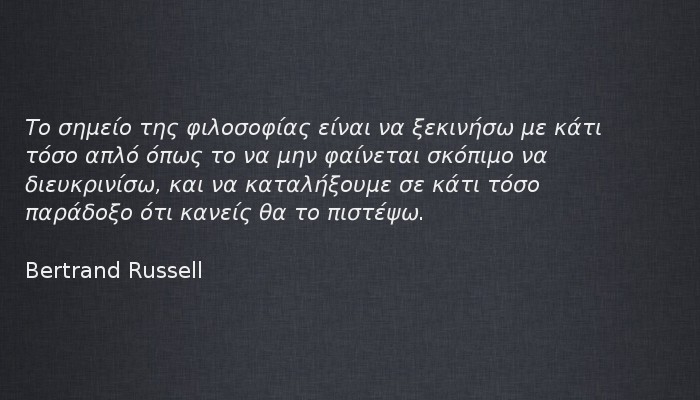 Το σημείο της φιλοσοφίας είναι να ξεκινήσω με κάτι
τόσο απλό όπως το να μην φαίνεται σκόπιμο να
διευκρινίσω, και να καταλήξουμε σε κάτι τόσο
παράδοξο ότι κανείς θα το πιστέψω.
Bertrand Russell